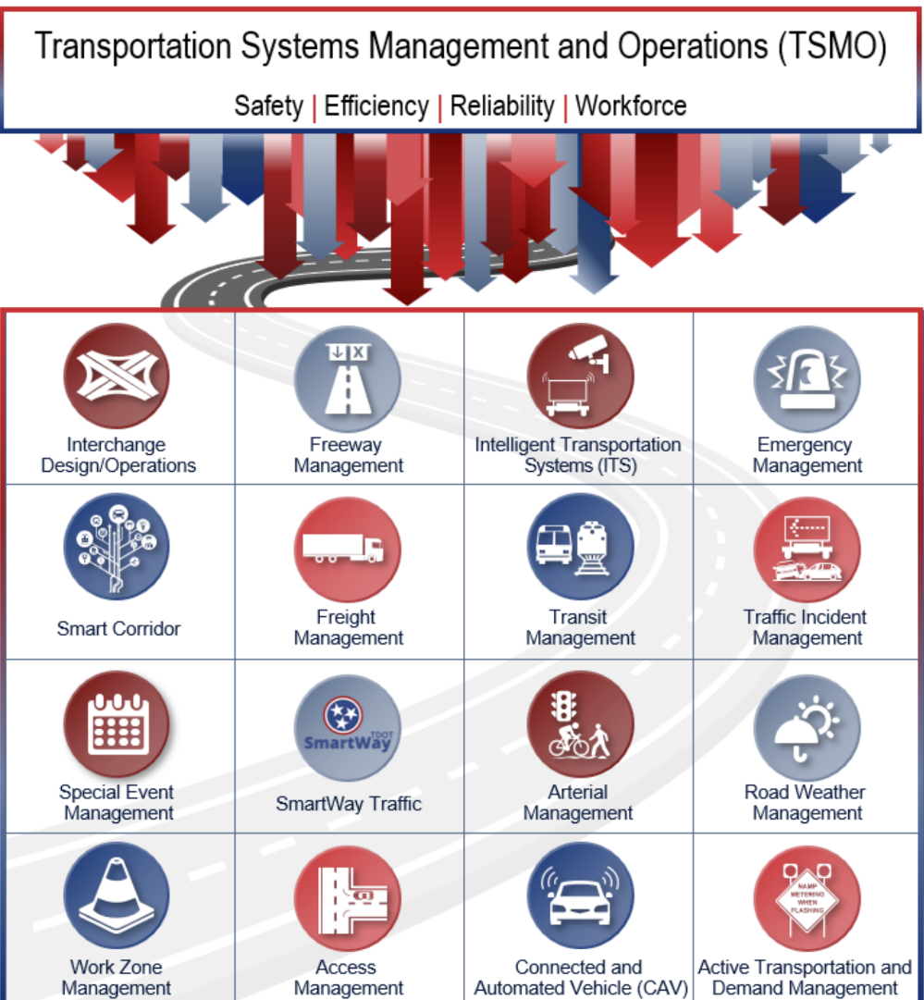 Transportation Systems Management and Operations (TSMO)
Safety | Efficiency | Reliability | Workforce
Interchange
Design/Operations
Freeway
Management
Intelligent Transportation
Systems (ITS)
Emergency
Management
Smart Corridor
Freight
Management
Transit
Management
Traffic Incident
Management
Special Event
Management
TDOT
SmartWay
SmartWay Traffic
Arterial
Management
Road Weather
Management
Work Zone
Management
Access
Management
Connected and
Automated Vehicle (CAV)
RAMP
METERING
WHEN
FLASHING
Active Transportation and
Demand Management